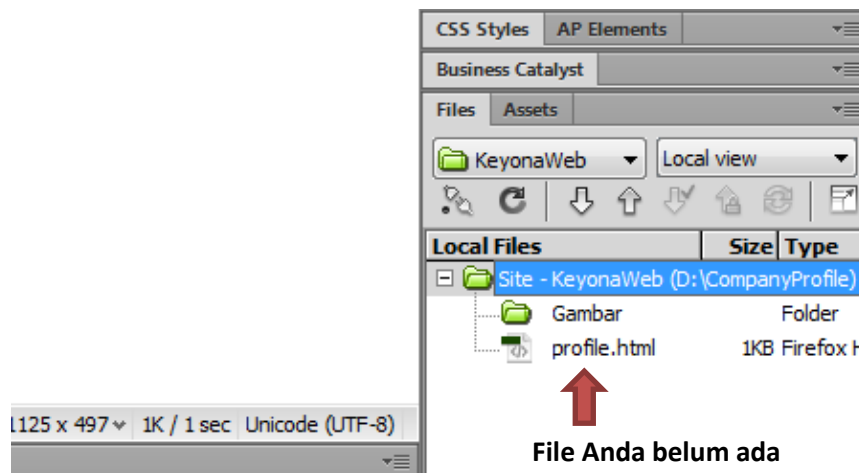 CSS Styles AP Elements
Business Catalyst
Files Assets
KeyonaWeb Local view
Local Files Size Type
Site - KeyonaWeb (D:\CompanyProfile)
Gambar Folder
profile.html 1KB Firefox H
1125 x 497 1K / 1 sec Unicode (UTF-8)
File Anda belum ada